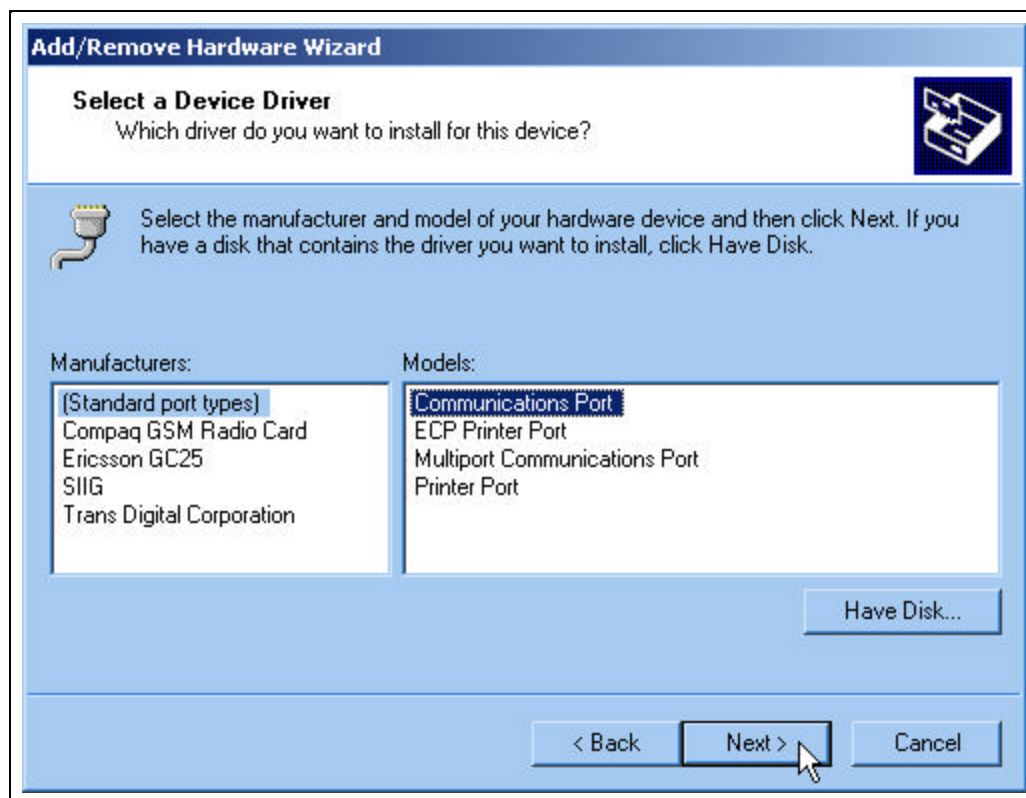 Add/Remove Hardware Wizard
Select a Device Driver
Which driver do you want to install for this device?
Select the manufacturer and model of your hardware device and then click Next. If you
have a disk that contains the driver you want to install, click Have Disk.
Manufacturers:
(Standard port types)
Compaq GSM Radio Card
Ericsson GC25
SIIG
Trans Digital Corporation
Models:
Communications Port
ECP Printer Port
Multiport Communications Port
Printer Port
Have Disk...
< Back
Next >
Cancel